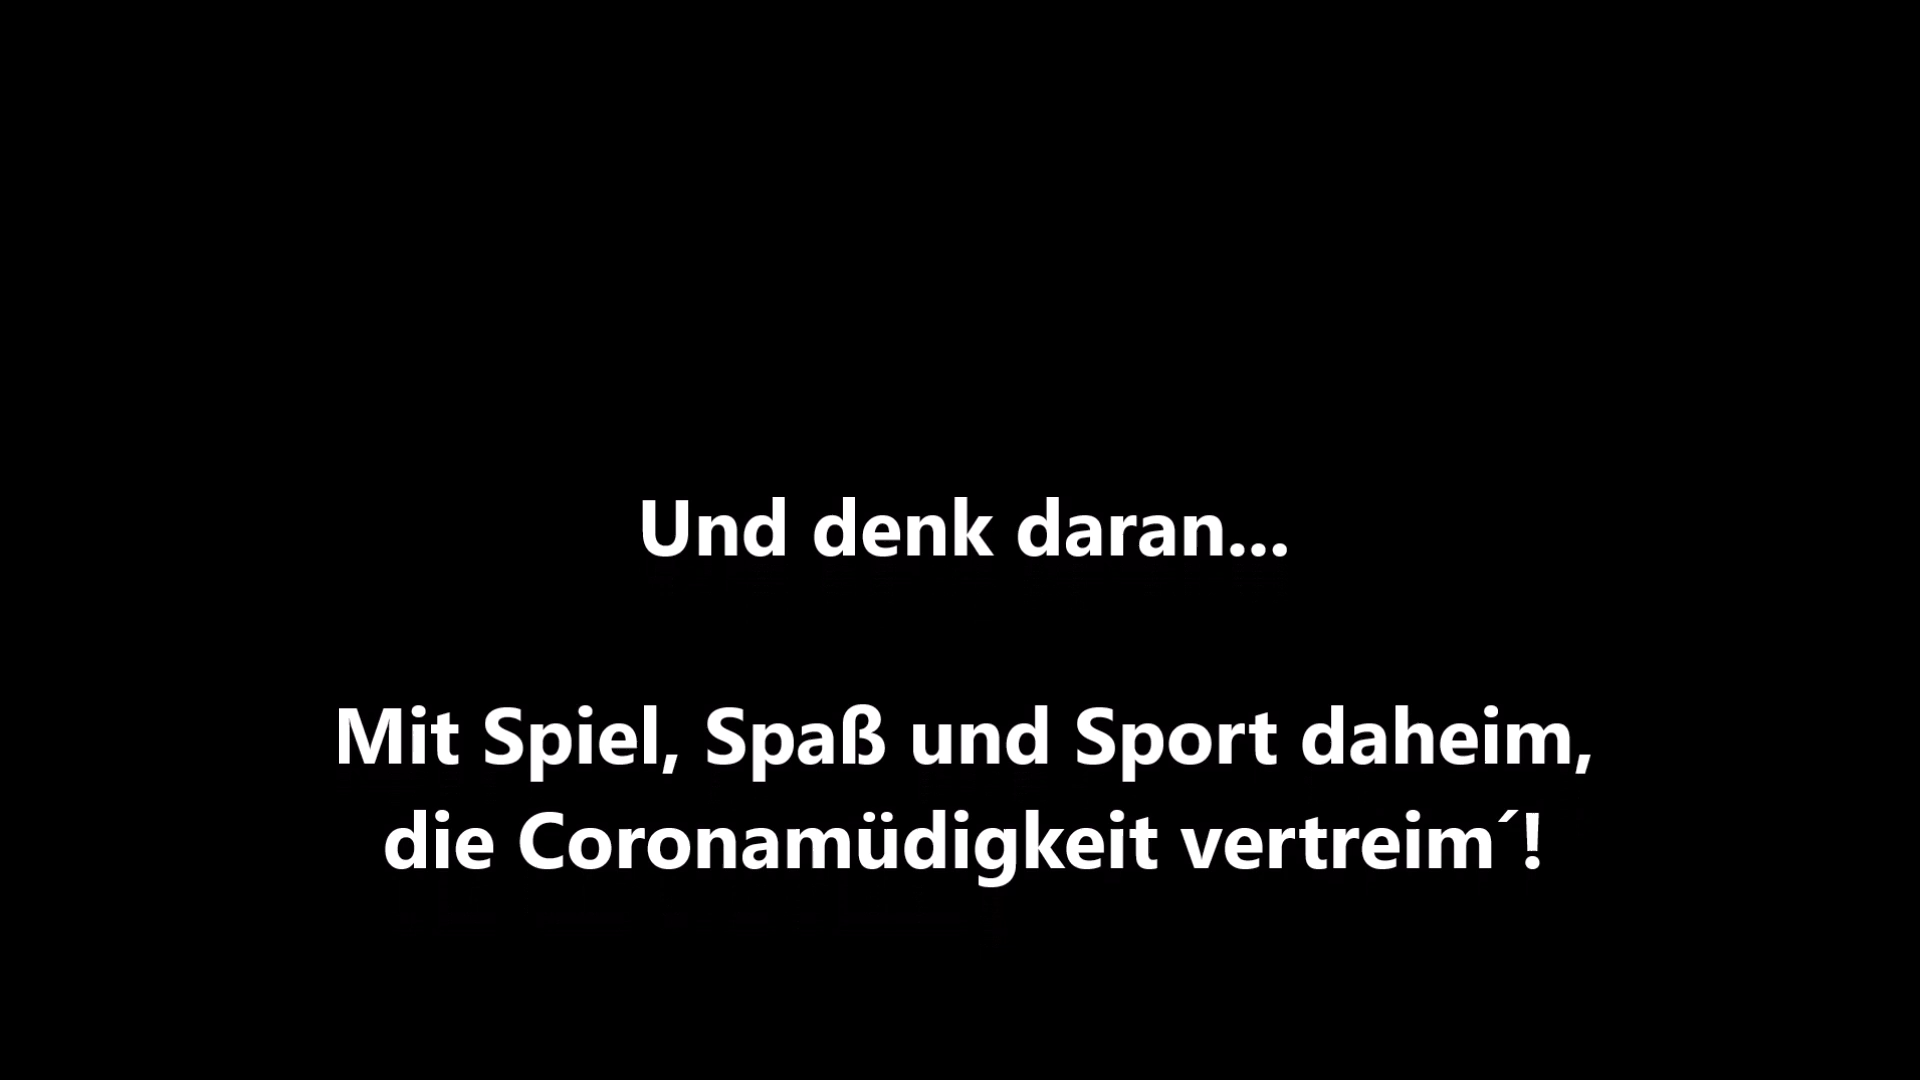 Und denk daran...
Mit Spiel, Spaß und Sport daheim,
die Coronamüdigkeit vertreim´!